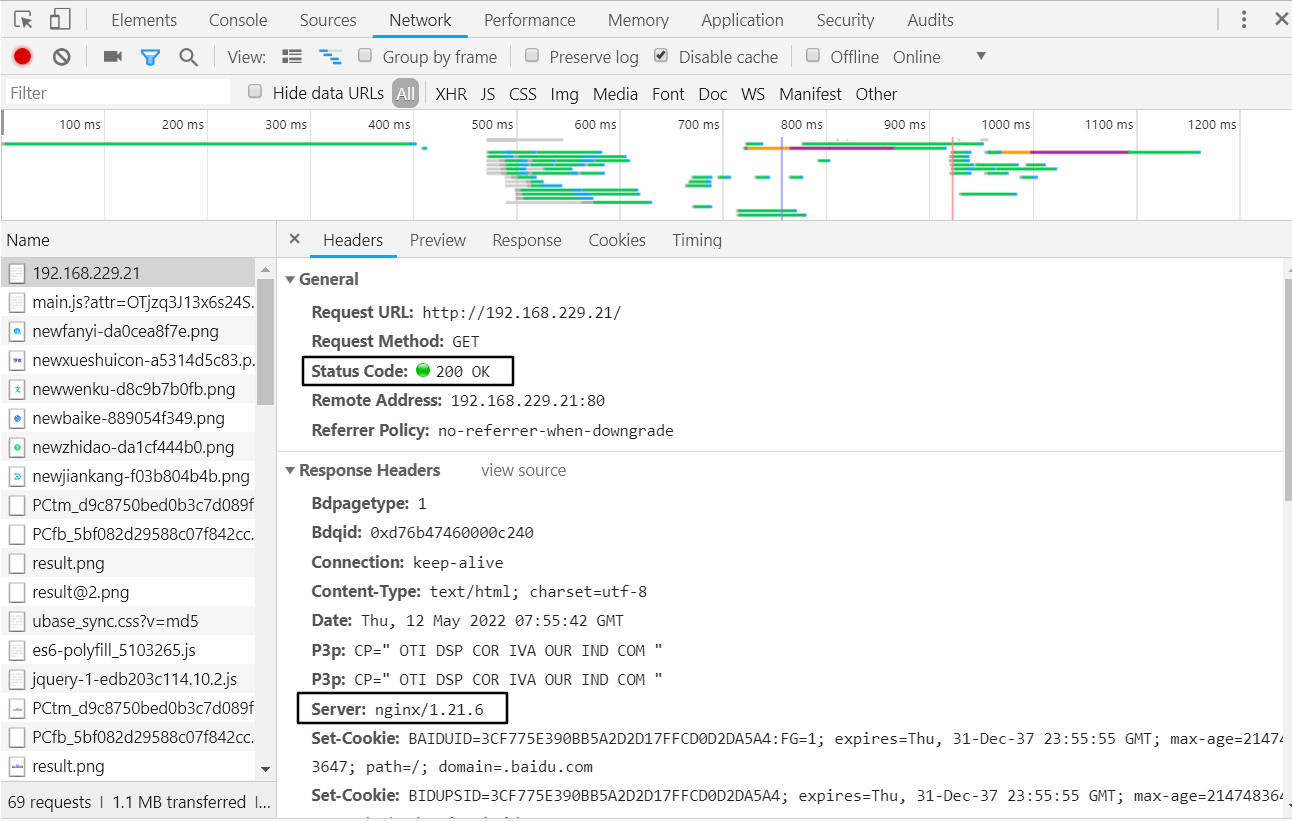 Elements Console Sources Network Performance Memory Application Security Audits
View: Group by frame Preserve log Disable cache Offline Online
Filter Hide data URLs All XHR JS CSS Img Media Font Doc WS Manifest Other
100 ms 200 ms 300 ms 400 ms 500 ms 600 ms 700 ms 800 ms 900 ms 1000 ms 1100 ms 1200 ms
Name
192.168.229.21
main.js?attr=OTjzq3J13x6s24S.
newfanyi-da0cea8f7e.png
newxueshuicon-a5314d5c83.p.
newwenku-d8c9b7b0fb.png
newbaike-889054f349.png
newzhidao-da1cf444b0.png
newjiankang-f03b804b4b.png
PCtm_d9c8750bed0b3c7d089f
PCfb_5bf082d29588c07f842cc.
result.png
result@2.png
ubase_sync.css?v=md5
es6-polyfill_5103265.js
jquery-1-edb203c114.10.2.js
PCtm_d9c8750bed0b3c7d089f
PCfb_5bf082d29588c07f842cc.
result.png
69 requests | 1.1 MB transferred |...
× Headers Preview Response Cookies Timing
General
Request URL: http://192.168.229.21/
Request Method: GET
Status Code: 200 OK
Remote Address: 192.168.229.21:80
Referrer Policy: no-referrer-when-downgrade
Response Headers view source
Bdpagetype: 1
Bdqid: 0xd76b47460000c240
Connection: keep-alive
Content-Type: text/html; charset=utf-8
Date: Thu, 12 May 2022 07:55:42 GMT
P3p: CP=" OTI DSP COR IVA OUR IND COM "
P3p: CP=" OTI DSP COR IVA OUR IND COM "
Server: nginx/1.21.6
Set-Cookie: BAIDUID=3CF775E390BB5A2D2D17FFCD0D2DA5A4:FG=1; expires=Thu, 31-Dec-37 23:55:55 GMT; max-age=21474
3647; path=/; domain=.baidu.com
Set-Cookie: BIDUPSID=3CF775E390BB5A2D2D17FFCD0D2DA5A4; expires=Thu, 31-Dec-37 23:55:55 GMT; max-age=214748364